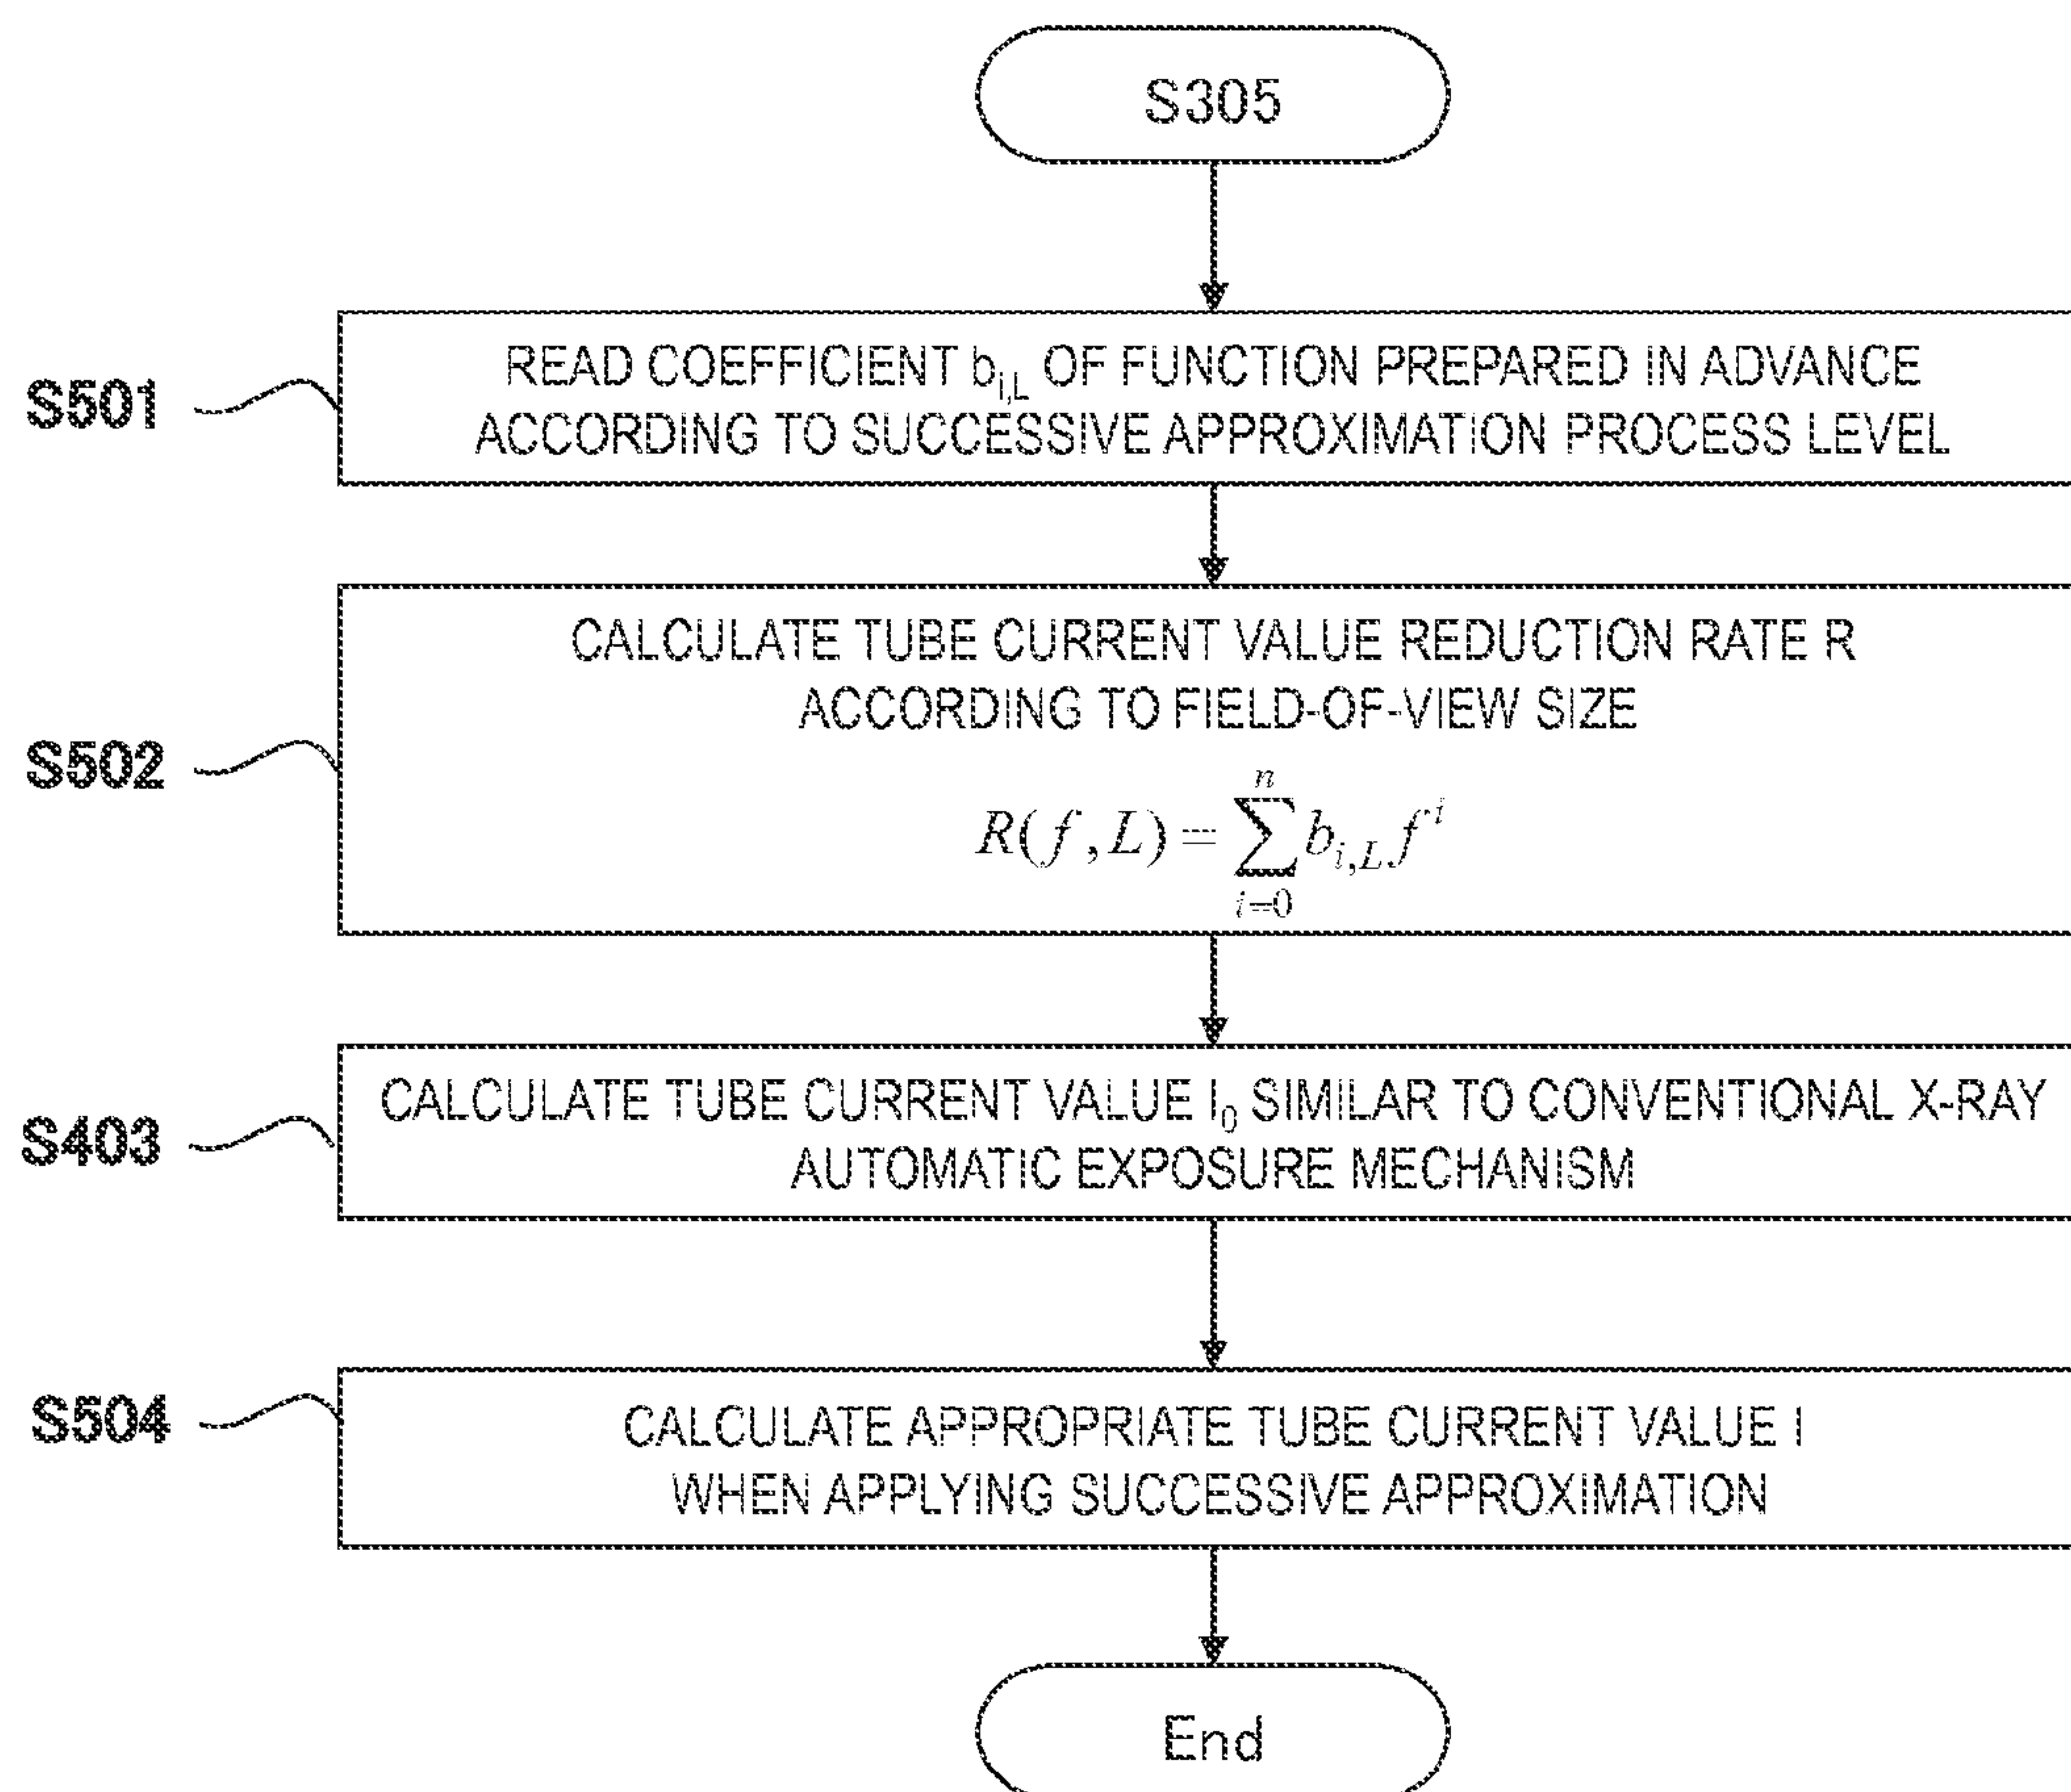 S305
S501
READ COEFFICIENT b_{i,L} OF FUNCTION PREPARED IN ADVANCE
ACCORDING TO SUCCESSIVE APPROXIMATION PROCESS LEVEL
S502
CALCULATE TUBE CURRENT VALUE REDUCTION RATE R
ACCORDING TO FIELD-OF-VIEW SIZE
R(f, L) = \sum_{i=0}^{n} b_{i,L} f^i
S403
CALCULATE TUBE CURRENT VALUE I_0 SIMILAR TO CONVENTIONAL X-RAY
AUTOMATIC EXPOSURE MECHANISM
S504
CALCULATE APPROPRIATE TUBE CURRENT VALUE I
WHEN APPLYING SUCCESSIVE APPROXIMATION
End